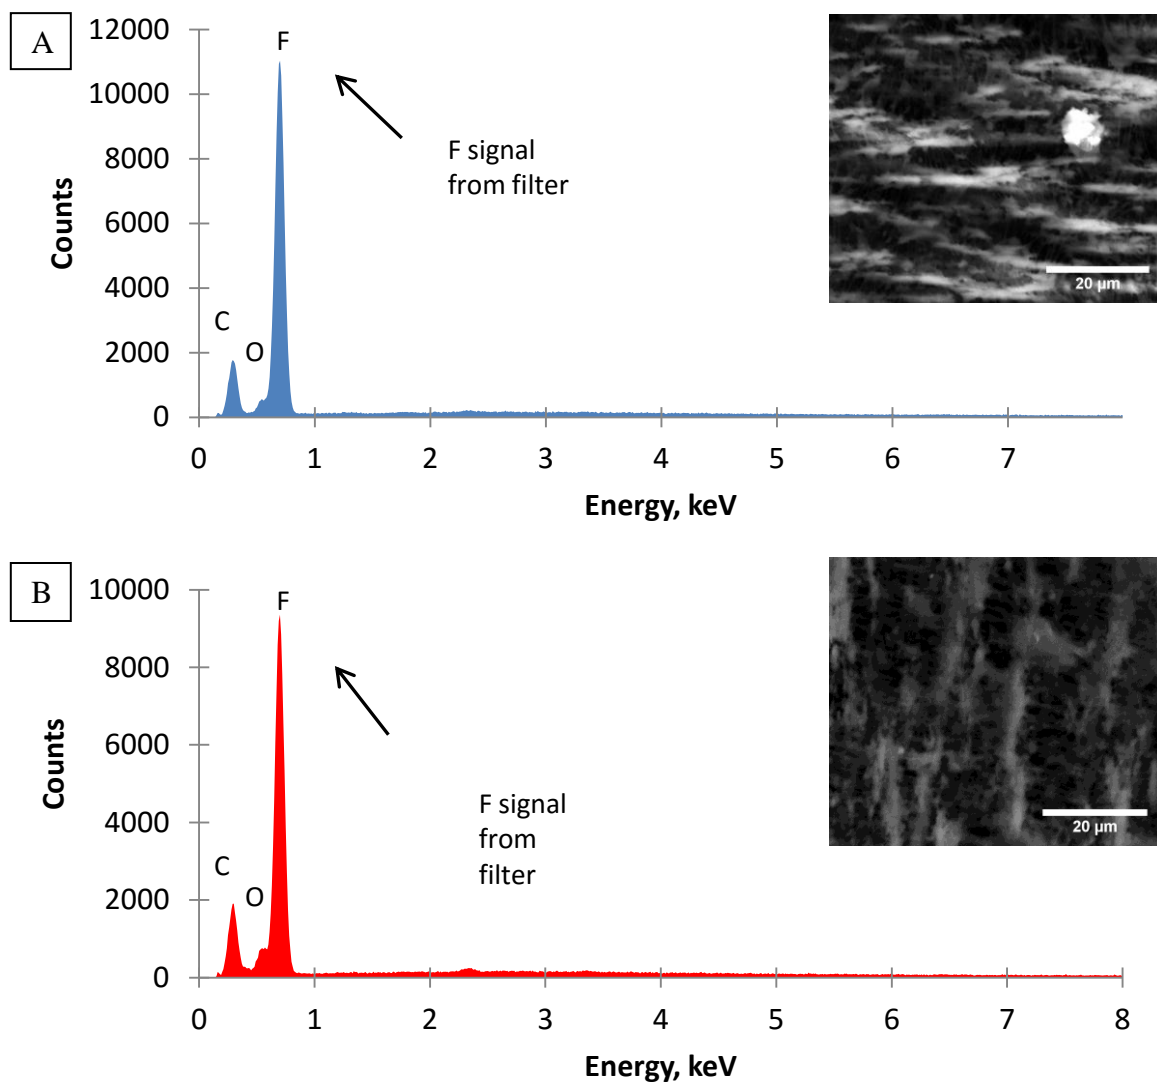 A
12000
10000
8000
6000
4000
2000
0
Counts
F
C
O
F signal
from filter
20 µm
0 1 2 3 4 5 6 7
Energy, keV
B
10000
8000
6000
4000
2000
0
Counts
F
C
O
F signal
from
filter
20 µm
0 1 2 3 4 5 6 7 8
Energy, keV